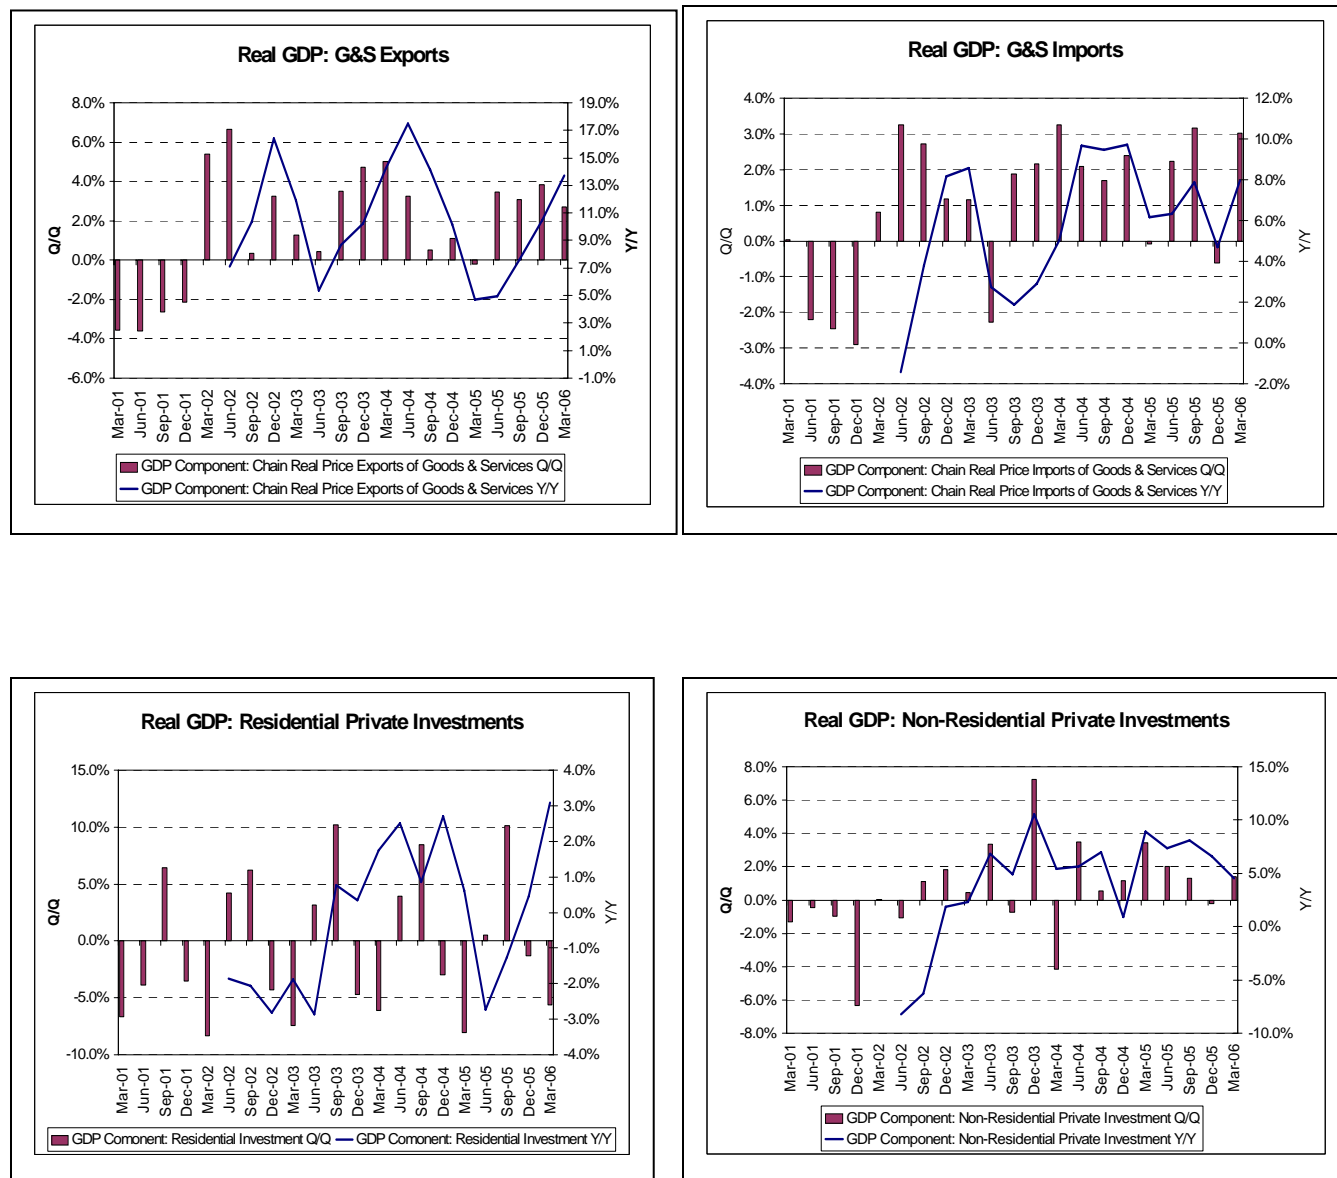 Real GDP: G&S Exports
8.0%
6.0%
4.0%
2.0%
0.0%
-2.0%
-4.0%
-6.0%
Q/Q
19.0%
17.0%
15.0%
13.0%
11.0%
9.0%
7.0%
5.0%
3.0%
1.0%
-1.0%
Y/Y
Mar-01
Jun-01
Sep-01
Dec-01
Mar-02
Jun-02
Sep-02
Dec-02
Mar-03
Jun-03
Sep-03
Dec-03
Mar-04
Jun-04
Sep-04
Dec-04
Mar-05
Jun-05
Sep-05
Dec-05
Mar-06
GDP Component: Chain Real Price Exports of Goods & Services Q/Q
GDP Component: Chain Real Price Exports of Goods & Services Y/Y
Real GDP: G&S Imports
4.0%
3.0%
2.0%
1.0%
0.0%
-1.0%
-2.0%
-3.0%
-4.0%
Q/Q
12.0%
10.0%
8.0%
6.0%
4.0%
2.0%
0.0%
-2.0%
Y/Y
Mar-01
Jun-01
Sep-01
Dec-01
Mar-02
Jun-02
Sep-02
Dec-02
Mar-03
Jun-03
Sep-03
Dec-03
Mar-04
Jun-04
Sep-04
Dec-04
Mar-05
Jun-05
Sep-05
Dec-05
Mar-06
GDP Component: Chain Real Price Imports of Goods & Services Q/Q
GDP Component: Chain Real Price Imports of Goods & Services Y/Y
Real GDP: Residential Private Investments
15.0%
10.0%
5.0%
0.0%
-5.0%
-10.0%
Q/Q
4.0%
3.0%
2.0%
1.0%
0.0%
-1.0%
-2.0%
-3.0%
-4.0%
Y/Y
Mar-01
Jun-01
Sep-01
Dec-01
Mar-02
Jun-02
Sep-02
Dec-02
Mar-03
Jun-03
Sep-03
Dec-03
Mar-04
Jun-04
Sep-04
Dec-04
Mar-05
Jun-05
Sep-05
Dec-05
Mar-06
GDP Comonent: Residential Investment Q/Q
GDP Comonent: Residential Investment Y/Y
Real GDP: Non-Residential Private Investments
8.0%
6.0%
4.0%
2.0%
0.0%
-2.0%
-4.0%
-6.0%
-8.0%
Q/Q
15.0%
10.0%
5.0%
0.0%
-5.0%
-10.0%
Y/Y
Mar-01
Jun-01
Sep-01
Dec-01
Mar-02
Jun-02
Sep-02
Dec-02
Mar-03
Jun-03
Sep-03
Dec-03
Mar-04
Jun-04
Sep-04
Dec-04
Mar-05
Jun-05
Sep-05
Dec-05
Mar-06
GDP Component: Non-Residential Private Investment Q/Q
GDP Component: Non-Residential Private Investment Y/Y